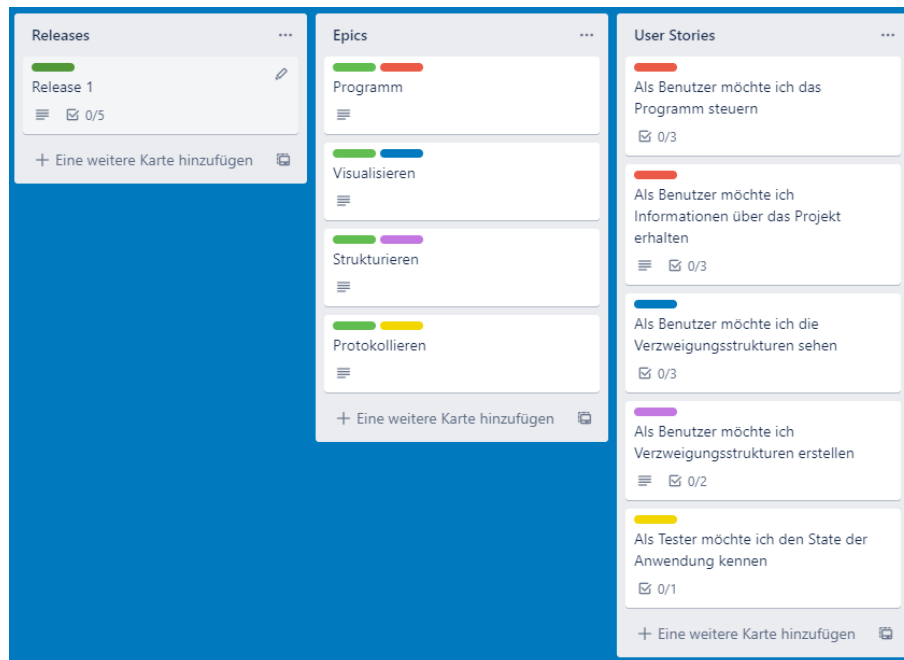 Releases
Release 1
0/5
Eine weitere Karte hinzufügen
Epics
Programm
Visualisieren
Strukturieren
Protokollieren
Eine weitere Karte hinzufügen
User Stories
Als Benutzer möchte ich das
Programm steuern
0/3
Als Benutzer möchte ich
Informationen über das Projekt
erhalten
0/3
Als Benutzer möchte ich die
Verzweigungsstrukturen sehen
0/3
Als Benutzer möchte ich
Verzweigungsstrukturen erstellen
0/2
Als Tester möchte ich den State der
Anwendung kennen
0/1
Eine weitere Karte hinzufügen